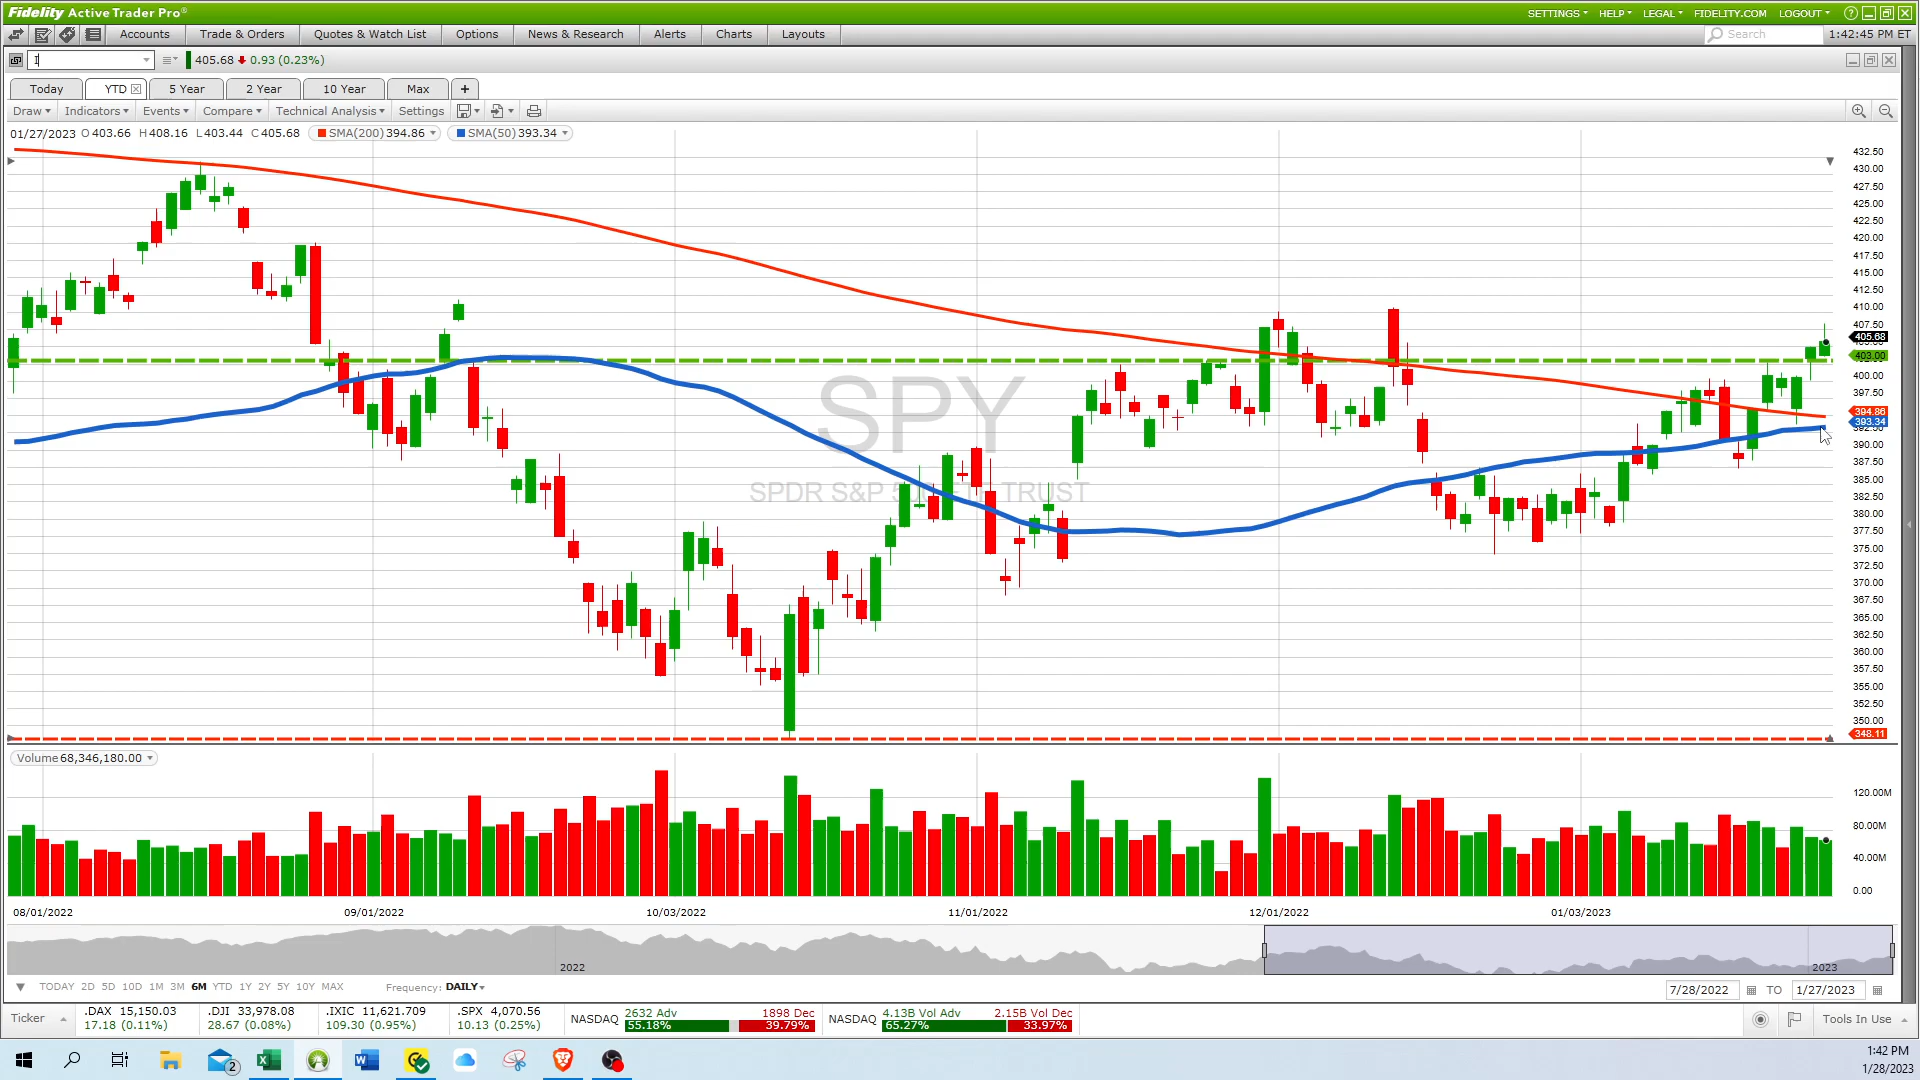 Fidelity Active Trader Pro®
SETTINGS HELP LEGAL FIDELITY.COM LOGOUT
Accounts Trade & Orders Quotes & Watch List Options News & Research Alerts Charts Layouts Search 1:42:45 PM ET
I 405.68 0.93 (0.23%)
Today YTD 5 Year 2 Year 10 Year Max +
Draw Indicators Events Compare Technical Analysis Settings
01/27/2023 O 403.66 H 408.16 L 403.44 C 405.68 SMA(200) 394.86 SMA(50) 393.34
432.50
430.00
427.50
425.00
422.50
420.00
417.50
415.00
412.50
410.00
407.50
405.68
403.00
400.00
397.50
394.86
393.34
390.00
387.50
385.00
382.50
380.00
377.50
375.00
372.50
370.00
367.50
365.00
362.50
360.00
357.50
355.00
352.50
350.00
348.11
SPY
SPDR S&P 500 ETF TRUST
Volume 68,346,180.00
120.00M
80.00M
40.00M
0.00
08/01/2022 09/01/2022 10/03/2022 11/01/2022 12/01/2022 01/03/2023
2022 2023
TODAY 2D 5D 10D 1M 3M 6M YTD 1Y 2Y 5Y 10Y MAX Frequency: DAILY 7/28/2022 TO 1/27/2023
Ticker .DAX 15,150.03 .DJI 33,978.08 .IXIC 11,621.709 .SPX 4,070.56 NASDAQ 2632 Adv 1898 Dec NASDAQ 4.13B Vol Adv 2.15B Vol Dec Tools In Use
17.18 (0.11%) 28.67 (0.08%) 109.30 (0.95%) 10.13 (0.25%) 55.18% 39.79% 65.27% 33.97%
2
1:42 PM
1/28/2023